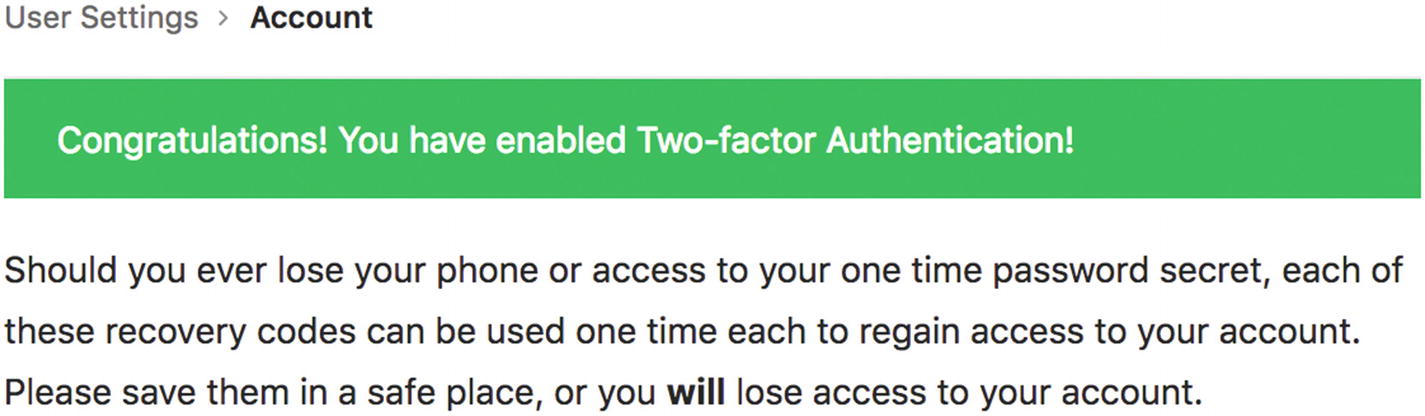 User Settings > Account
Congratulations! You have enabled Two-factor Authentication!
Should you ever lose your phone or access to your one time password secret, each of
these recovery codes can be used one time each to regain access to your account.
Please save them in a safe place, or you will lose access to your account.